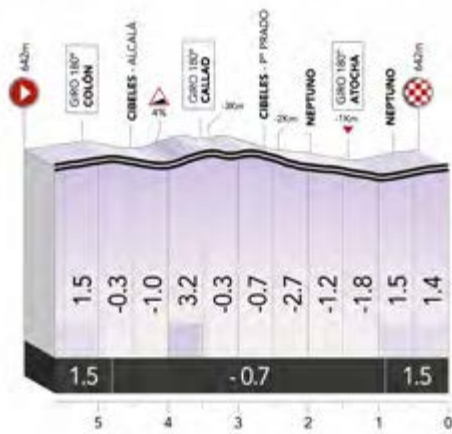 642m
GIRO 180°
COLÓN
CIBELES - ALCALÁ
4%
GIRO 180°
CALLAO
-3Km
CIBELES - Pº PRADO
-2Km
NEPTUNO
GIRO 180°
ATOCHA
-1Km
NEPTUNO
642m
1.5
-0.3
-1.0
3.2
-0.3
-0.7
-2.7
-1.2
-1.8
1.5
1.4
1.5 -0.7 1.5
5 4 3 2 1 0